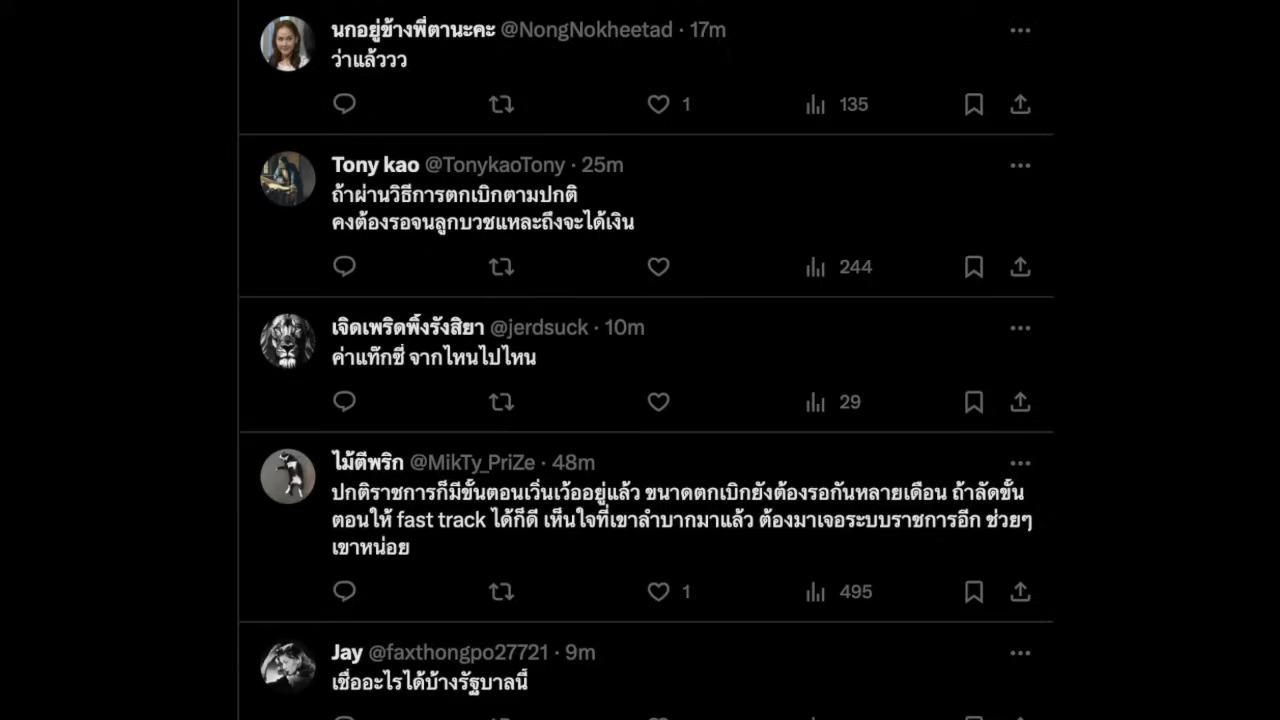 นกอยู่ข้างพี่ตานะคะ @NongNokheetad · 17m
ว่าแล้ววว
1 135
Tony kao @TonykaoTony · 25m
ถ้าผ่านวิธีการตกเบิกตามปกติ
คงต้องรอจนลูกบวชแหละถึงจะได้เงิน
244
เจิดเพริดพิ้งรังสิยา @jerdsuck · 10m
ค่าแท๊กซี่ จากไหนไปไหน
29
ไม้ตีพริก @MikTy_PriZe · 48m
ปกติราชการก็มีขั้นตอนเวิ่นเว้ออยู่แล้ว ขนาดตกเบิกยังต้องรอกันหลายเดือน ถ้าลัดขั้น
ตอนให้ fast track ได้ก็ดี เห็นใจที่เขาลำบากมาแล้ว ต้องมาเจอระบบราชการอีก ช่วยๆ
เขาหน่อย
1 495
Jay @faxthongpo27721 · 9m
เชื่ออะไรได้บ้างรัฐบาลนี้